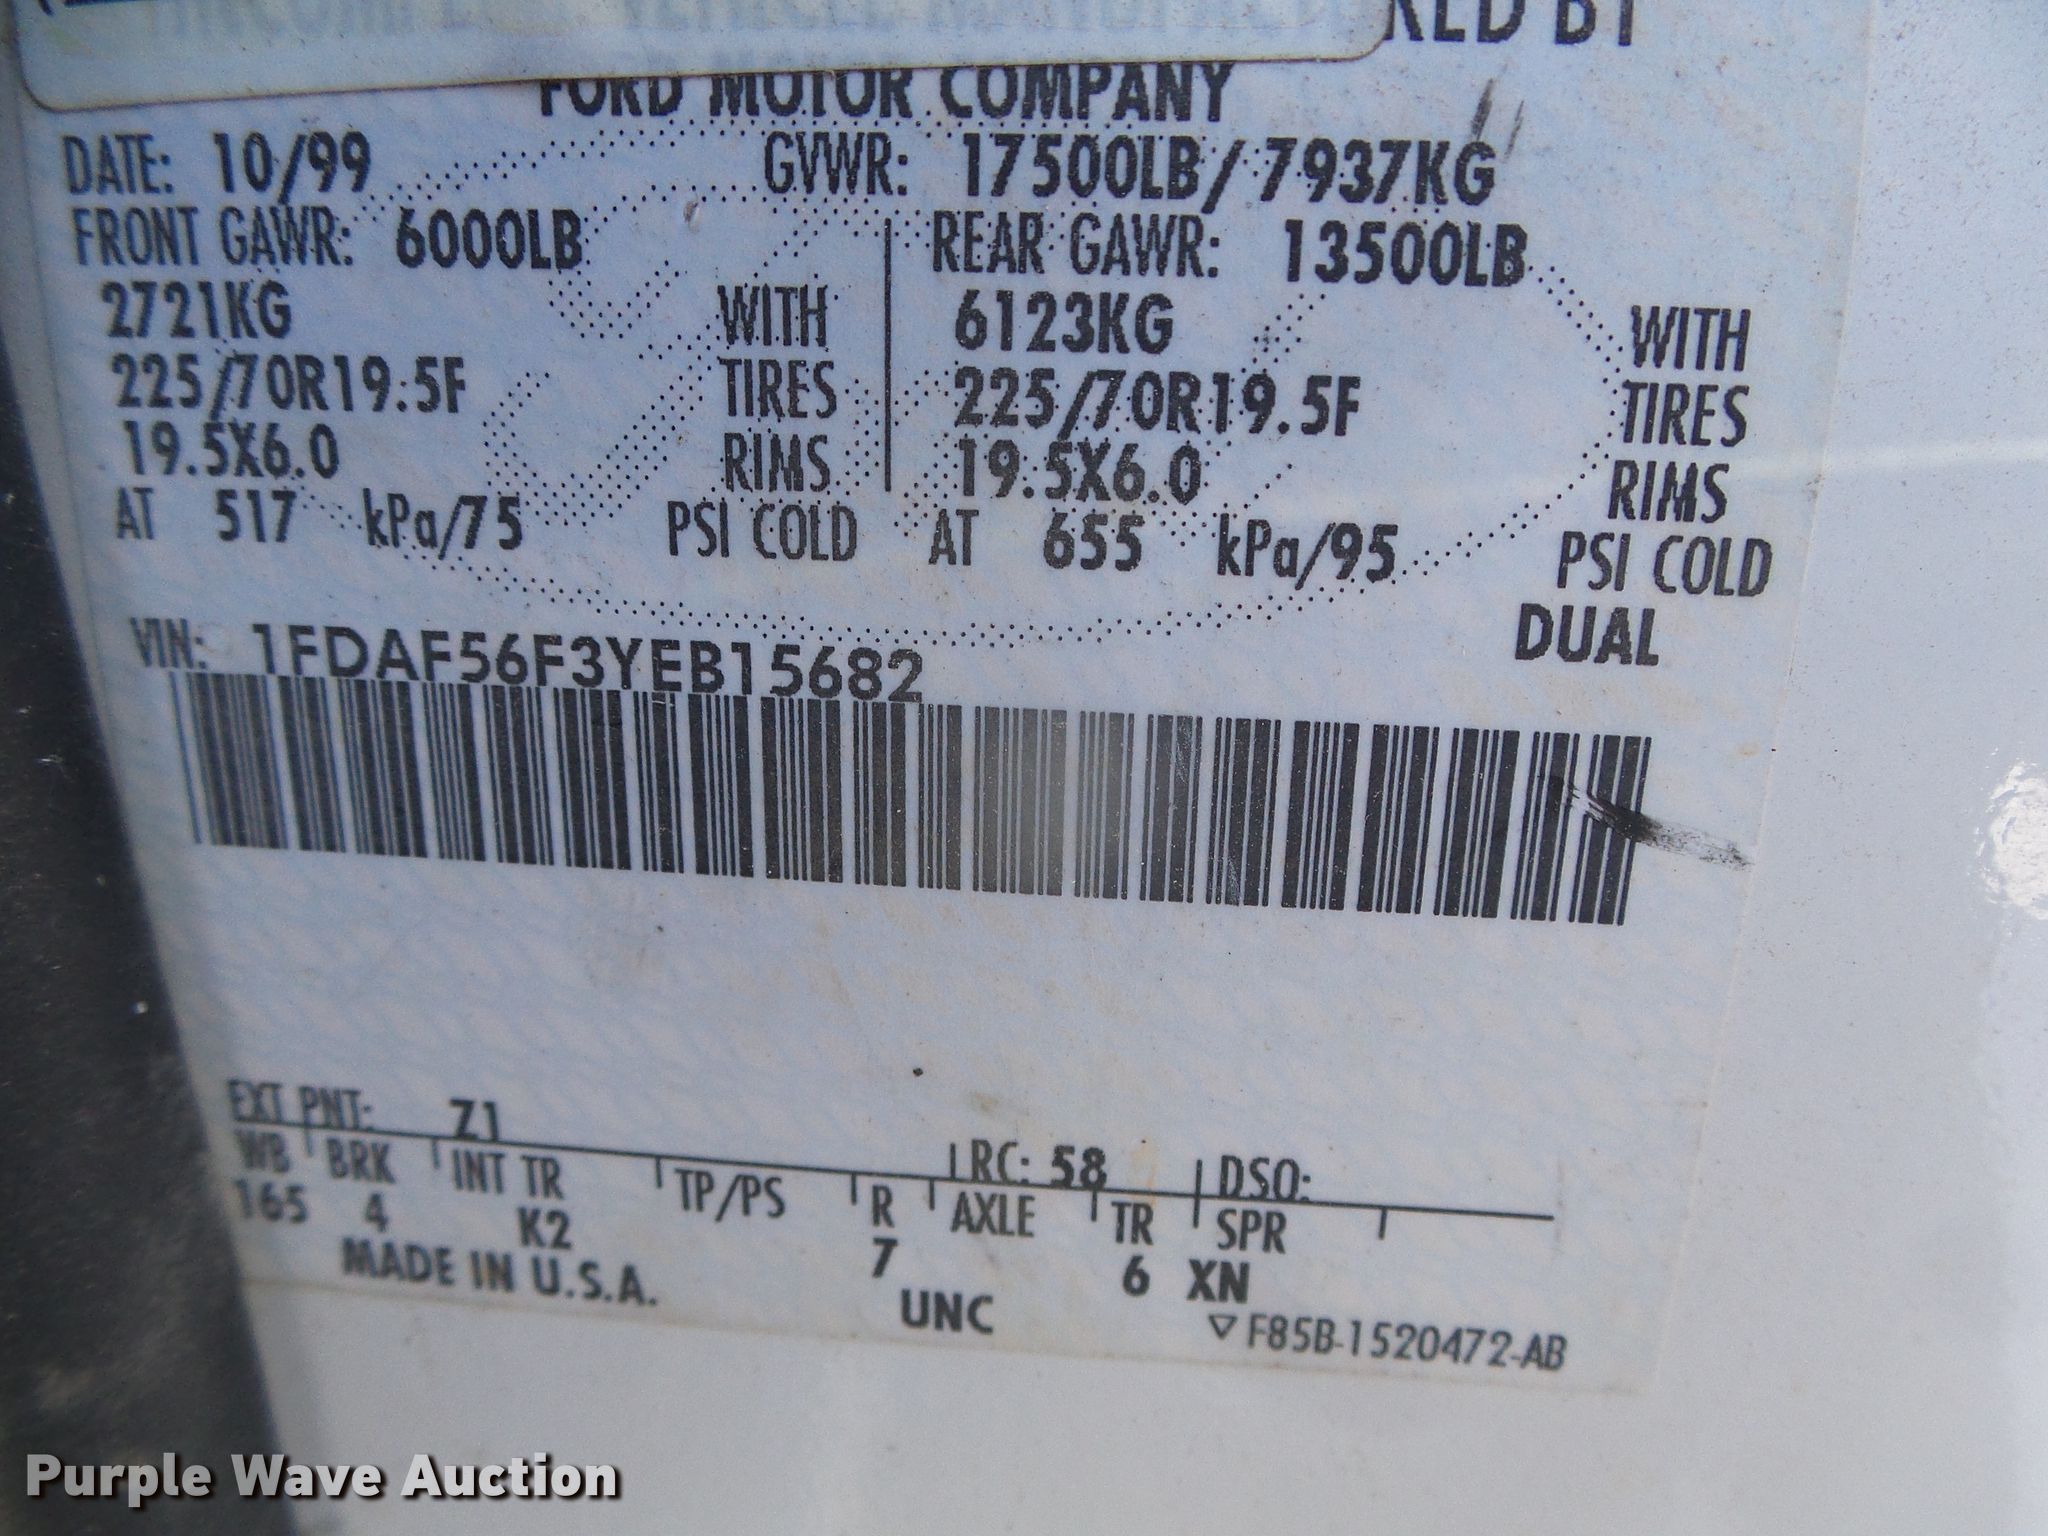 FORD MOTOR COMPANY
DATE: 10/99 GVWR: 17500LB/7937KG
FRONT GAWR: 6000LB REAR GAWR: 13500LB
2721KG WITH 6123KG WITH
225/70R19.5F TIRES 225/70R19.5F TIRES
19.5X6.0 RIMS 19.5X6.0 RIMS
AT 517 kPa/75 PSI COLD AT 655 kPa/95 PSI COLD
DUAL
VIN: 1FDAF56F3YEB15682
EXT PNT: Z1 RC: 58 DSO:
WB BRK INT TR TP/PS R AXLE TR SPR
165 4 K2 7 6 XN
MADE IN U.S.A. UNC
▽ F85B-1520472-AB
Purple Wave Auction